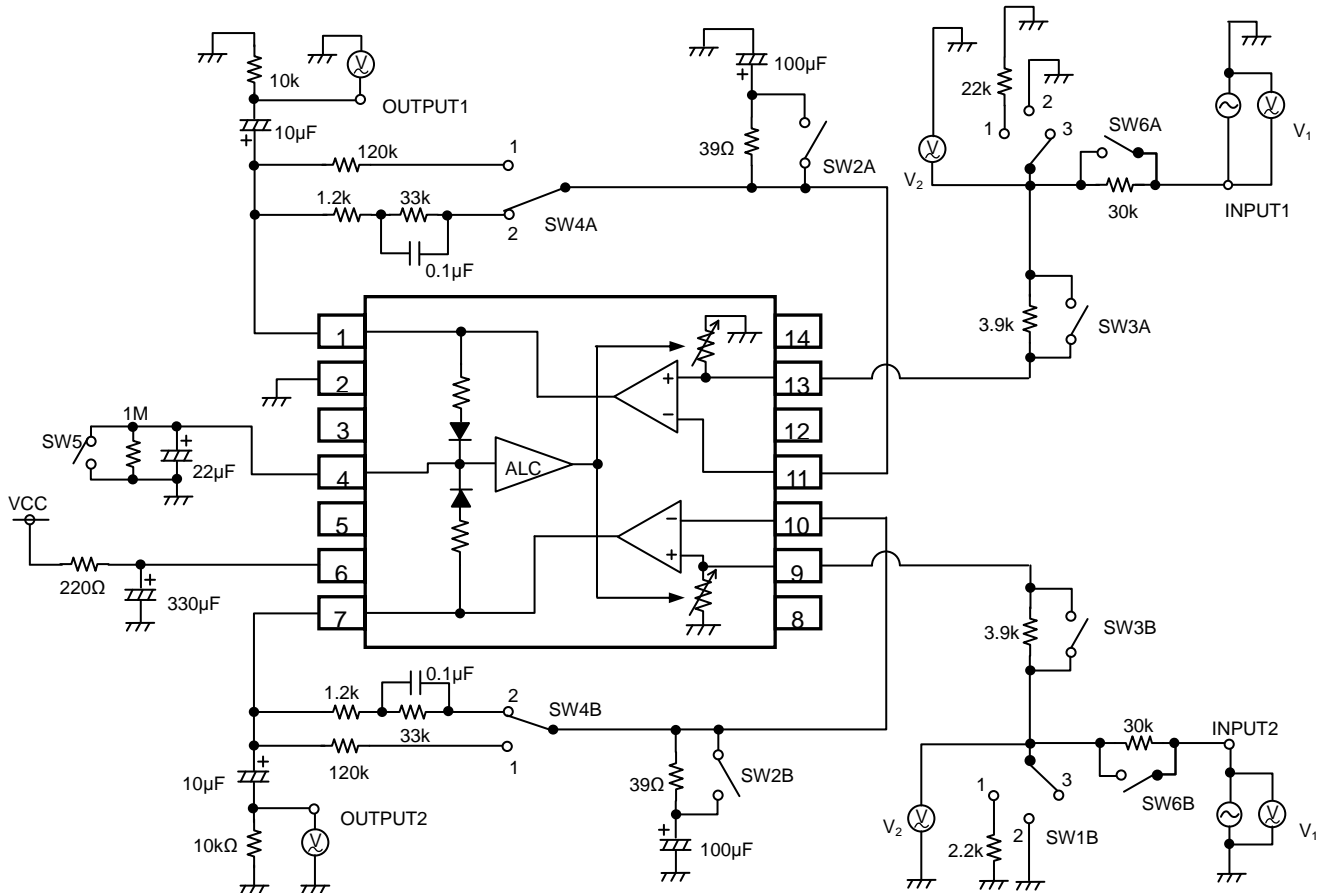 10k
OUTPUT1
10µF
+
120k
1
1.2k
33k
2
SW4A
0.1µF
100µF
+
39Ω
SW2A
22k
1
2
3
SW6A
V2
30k
INPUT1
V1
3.9k
SW3A
1
2
3
4
5
6
7
14
13
12
11
10
9
8
+
−
ALC
−
+
1M
SW5
+
22µF
VCC
220Ω
+
330µF
0.1µF
1.2k
33k
2
SW4B
120k
1
10µF
+
OUTPUT2
10kΩ
39Ω
SW2B
+
100µF
3.9k
SW3B
30k
INPUT2
SW6B
V2
1
2
3
SW1B
2.2k
V1
V
V
V
V
V
V